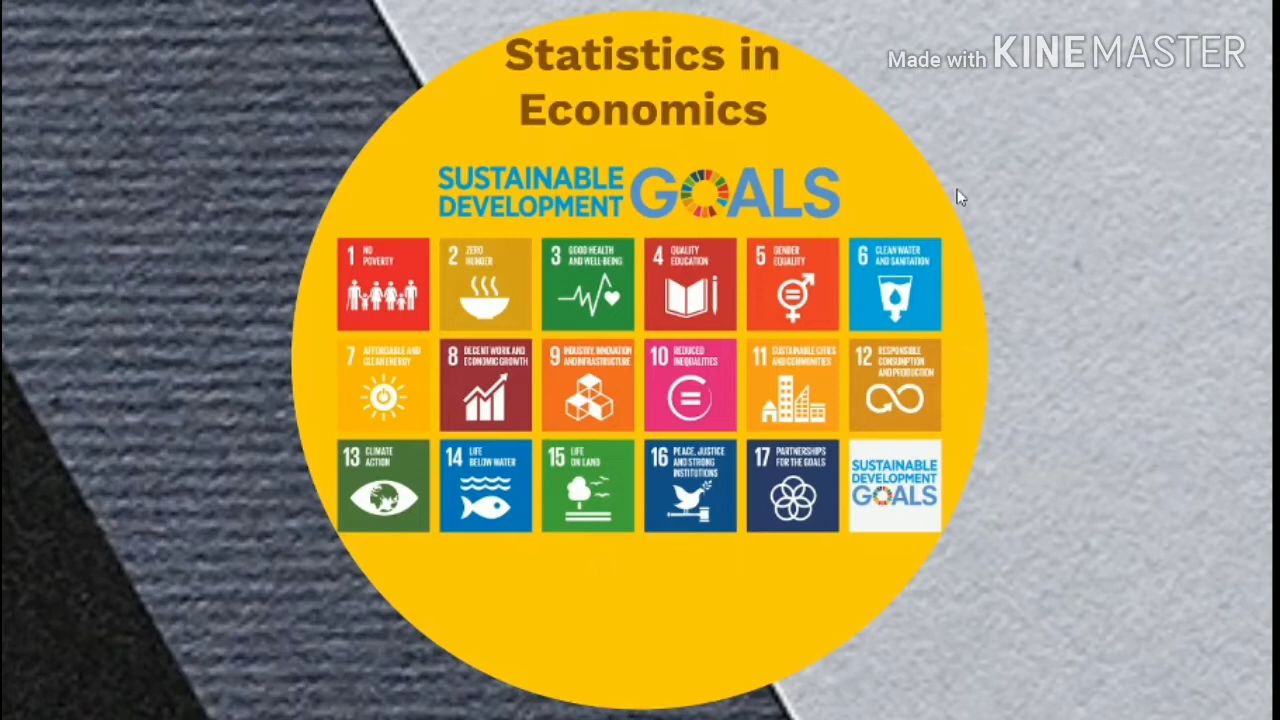 Made with KINEMASTER
Statistics in
Economics
SUSTAINABLE
DEVELOPMENT
GOALS
1 NO
POVERTY
2 ZERO
HUNGER
3 GOOD HEALTH
AND WELL-BEING
4 QUALITY
EDUCATION
5 GENDER
EQUALITY
6 CLEAN WATER
AND SANITATION
7 AFFORDABLE AND
CLEAN ENERGY
8 DECENT WORK AND
ECONOMIC GROWTH
9 INDUSTRY, INNOVATION
AND INFRASTRUCTURE
10 REDUCED
INEQUALITIES
11 SUSTAINABLE CITIES
AND COMMUNITIES
12 RESPONSIBLE
CONSUMPTION
AND PRODUCTION
13 CLIMATE
ACTION
14 LIFE
BELOW WATER
15 LIFE
ON LAND
16 PEACE, JUSTICE
AND STRONG
INSTITUTIONS
17 PARTNERSHIPS
FOR THE GOALS
SUSTAINABLE
DEVELOPMENT
GOALS